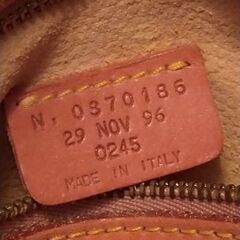 N. 0370186
29 NOV 96
0245
MADE IN ITALY